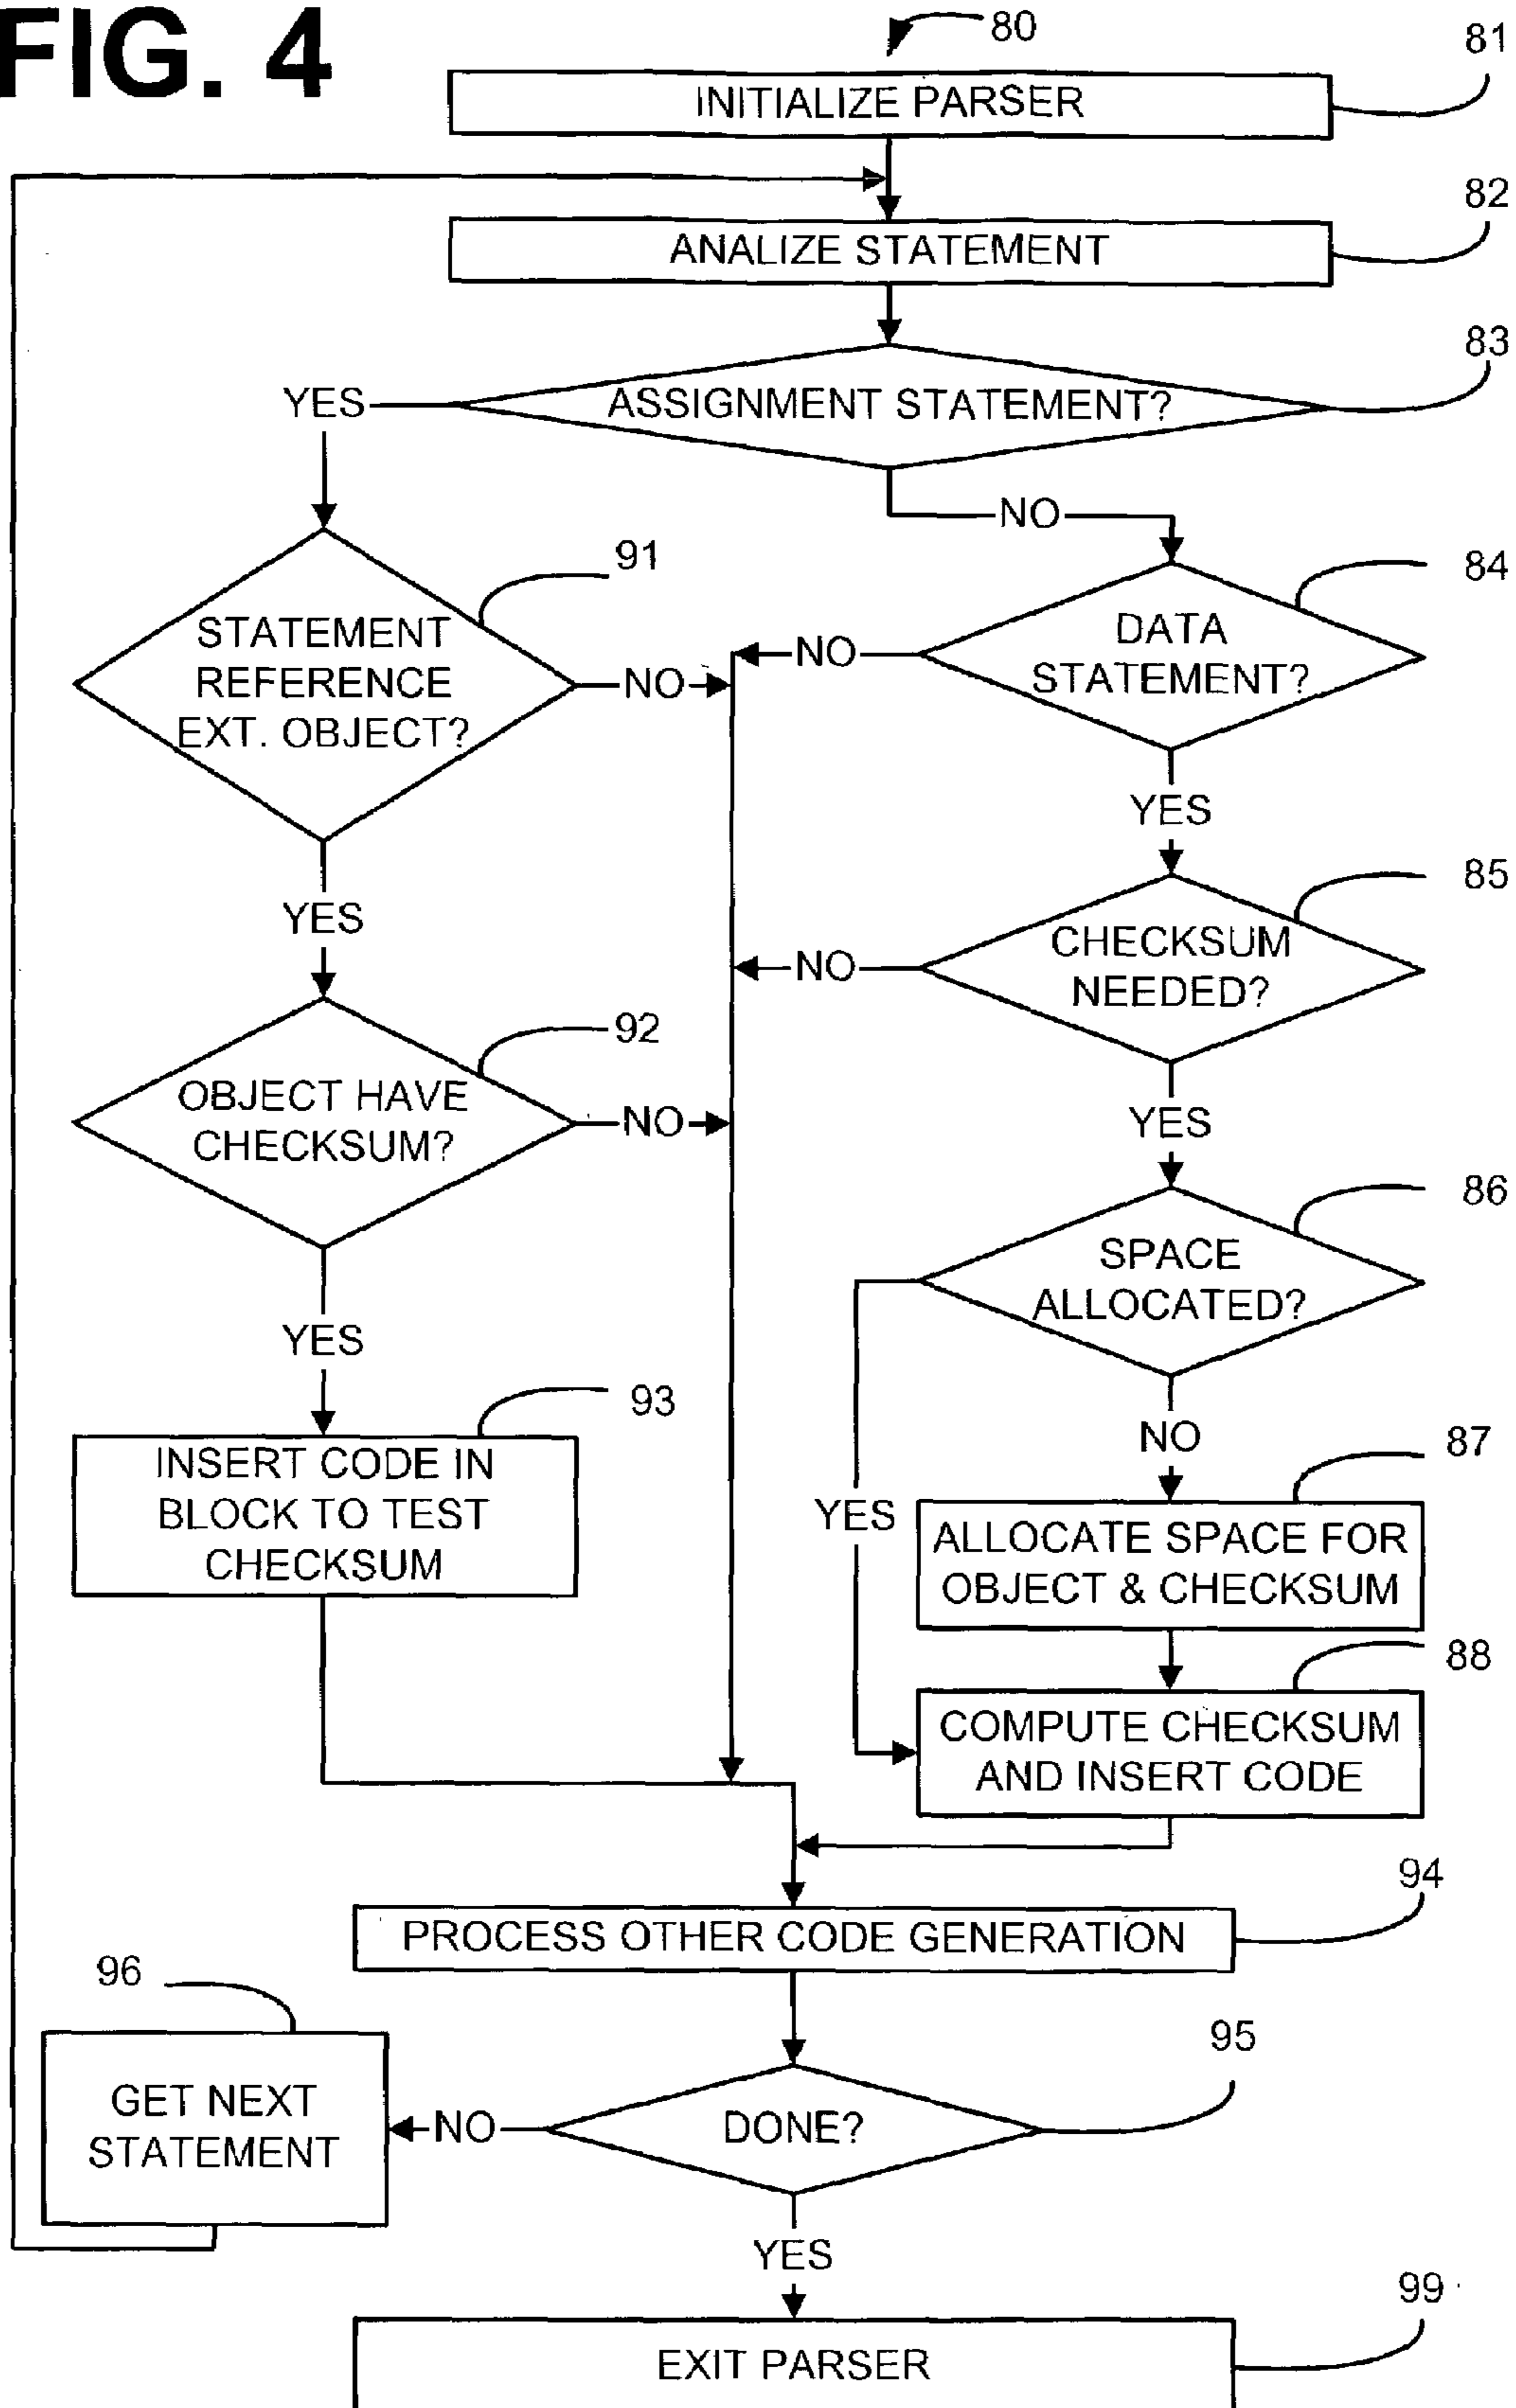 FIG. 4
80
81
INITIALIZE PARSER
82
ANALIZE STATEMENT
83
YES
ASSIGNMENT STATEMENT?
NO
91
84
STATEMENT
REFERENCE
EXT. OBJECT?
NO
NO
DATA
STATEMENT?
YES
YES
85
CHECKSUM
NEEDED?
NO
92
OBJECT HAVE
CHECKSUM?
NO
YES
86
SPACE
ALLOCATED?
YES
93
NO
87
INSERT CODE IN
BLOCK TO TEST
CHECKSUM
YES
ALLOCATE SPACE FOR
OBJECT & CHECKSUM
88
COMPUTE CHECKSUM
AND INSERT CODE
94
PROCESS OTHER CODE GENERATION
96
95
GET NEXT
STATEMENT
NO
DONE?
YES
99
EXIT PARSER